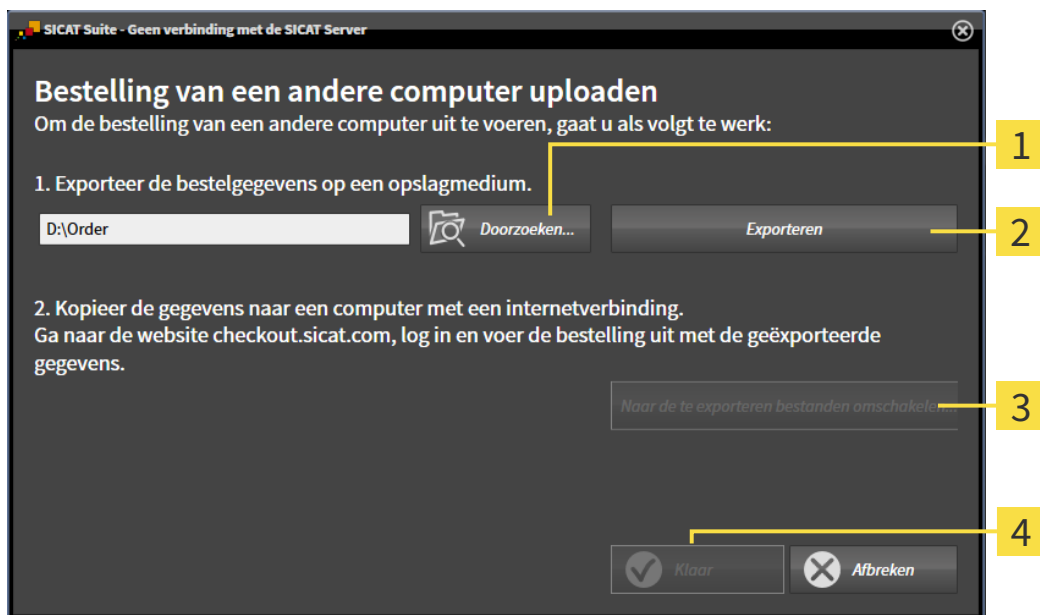 SICAT Suite - Geen verbinding met de SICAT Server
Bestelling van een andere computer uploaden
Om de bestelling van een andere computer uit te voeren, gaat u als volgt te werk:
1
1. Exporteer de bestelgegevens op een opslagmedium.
D:\Order
Doorzoeken...
Exporteren
2
2. Kopieer de gegevens naar een computer met een internetverbinding.
Ga naar de website checkout.sicat.com, log in en voer de bestelling uit met de geëxporteerde
gegevens.
Naar de te exporteren bestanden omschakelen...
3
4
Klaar
Afbreken